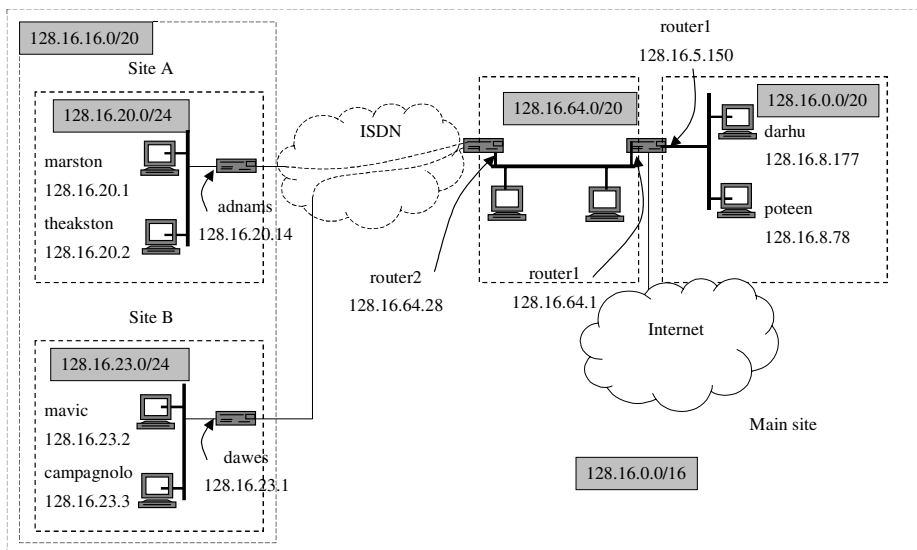 128.16.16.0/20
Site A
128.16.20.0/24
marston
128.16.20.1
theakston
128.16.20.2
adnams
128.16.20.14
ISDN
router2
128.16.64.28
128.16.64.0/20
router1
128.16.64.1
router1
128.16.5.150
128.16.0.0/20
darhu
128.16.8.177
poteen
128.16.8.78
Internet
Main site
128.16.0.0/16
Site B
128.16.23.0/24
mavic
128.16.23.2
campagnolo
128.16.23.3
dawes
128.16.23.1